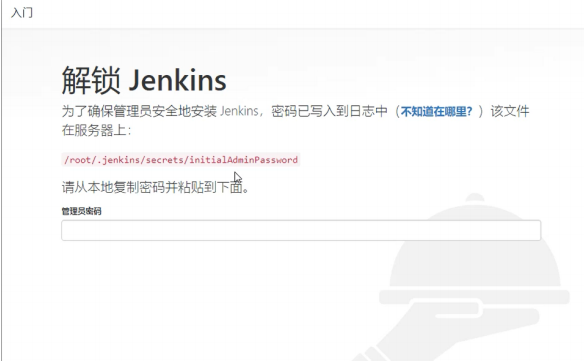 入门
解锁 Jenkins
为了确保管理员安全地安装 Jenkins，密码已写入到日志中（不知道在哪里？）该文件
在服务器上：
/root/.jenkins/secrets/initialAdminPassword
请从本地复制密码并粘贴到下面。
管理员密码